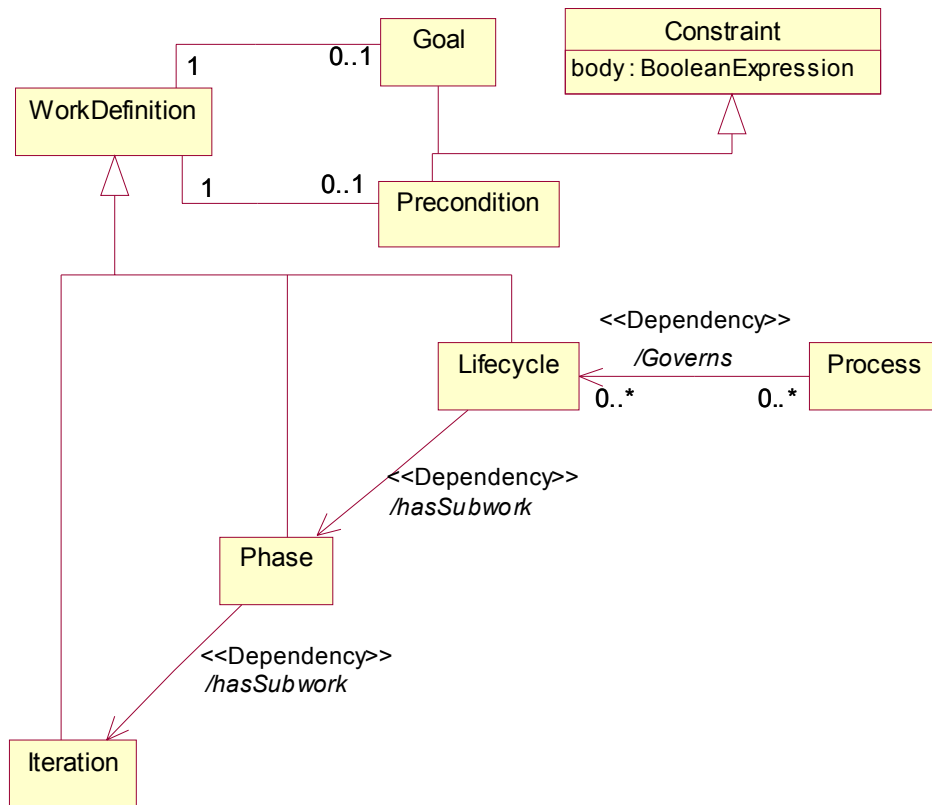 Goal
Constraint
body : BooleanExpression
1
0..1
WorkDefinition
1
0..1
Precondition
<<Dependency>>
/Governs
Lifecycle
Process
0..*
0..*
<<Dependency>>
/hasSubwork
Phase
<<Dependency>>
/hasSubwork
Iteration